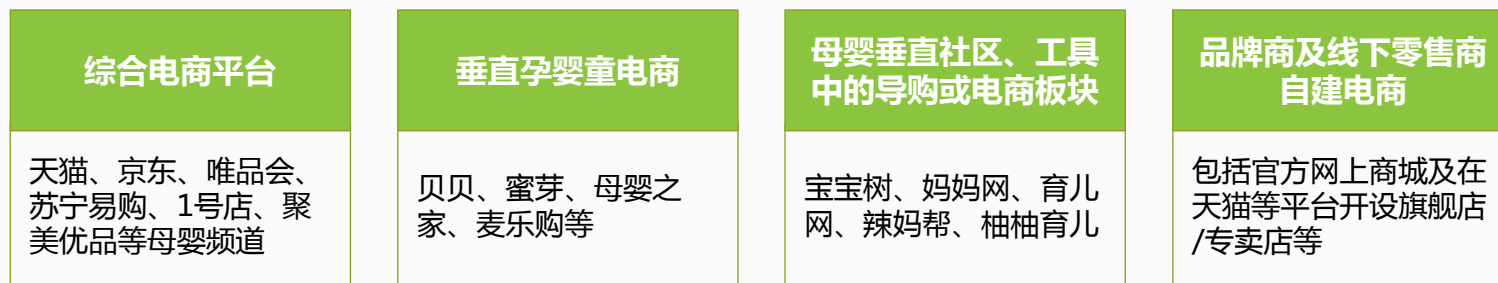 综合电商平台
天猫、京东、唯品会、
苏宁易购、1号店、聚
美优品等母婴频道
垂直孕婴童电商
贝贝、蜜芽、母婴之
家、麦乐购等
母婴垂直社区、工具
中的导购或电商板块
宝宝树、妈妈网、育儿
网、辣妈帮、柚柚育儿
品牌商及线下零售商
自建电商
包括官方网上商城及在
天猫等平台开设旗舰店
/专卖店等